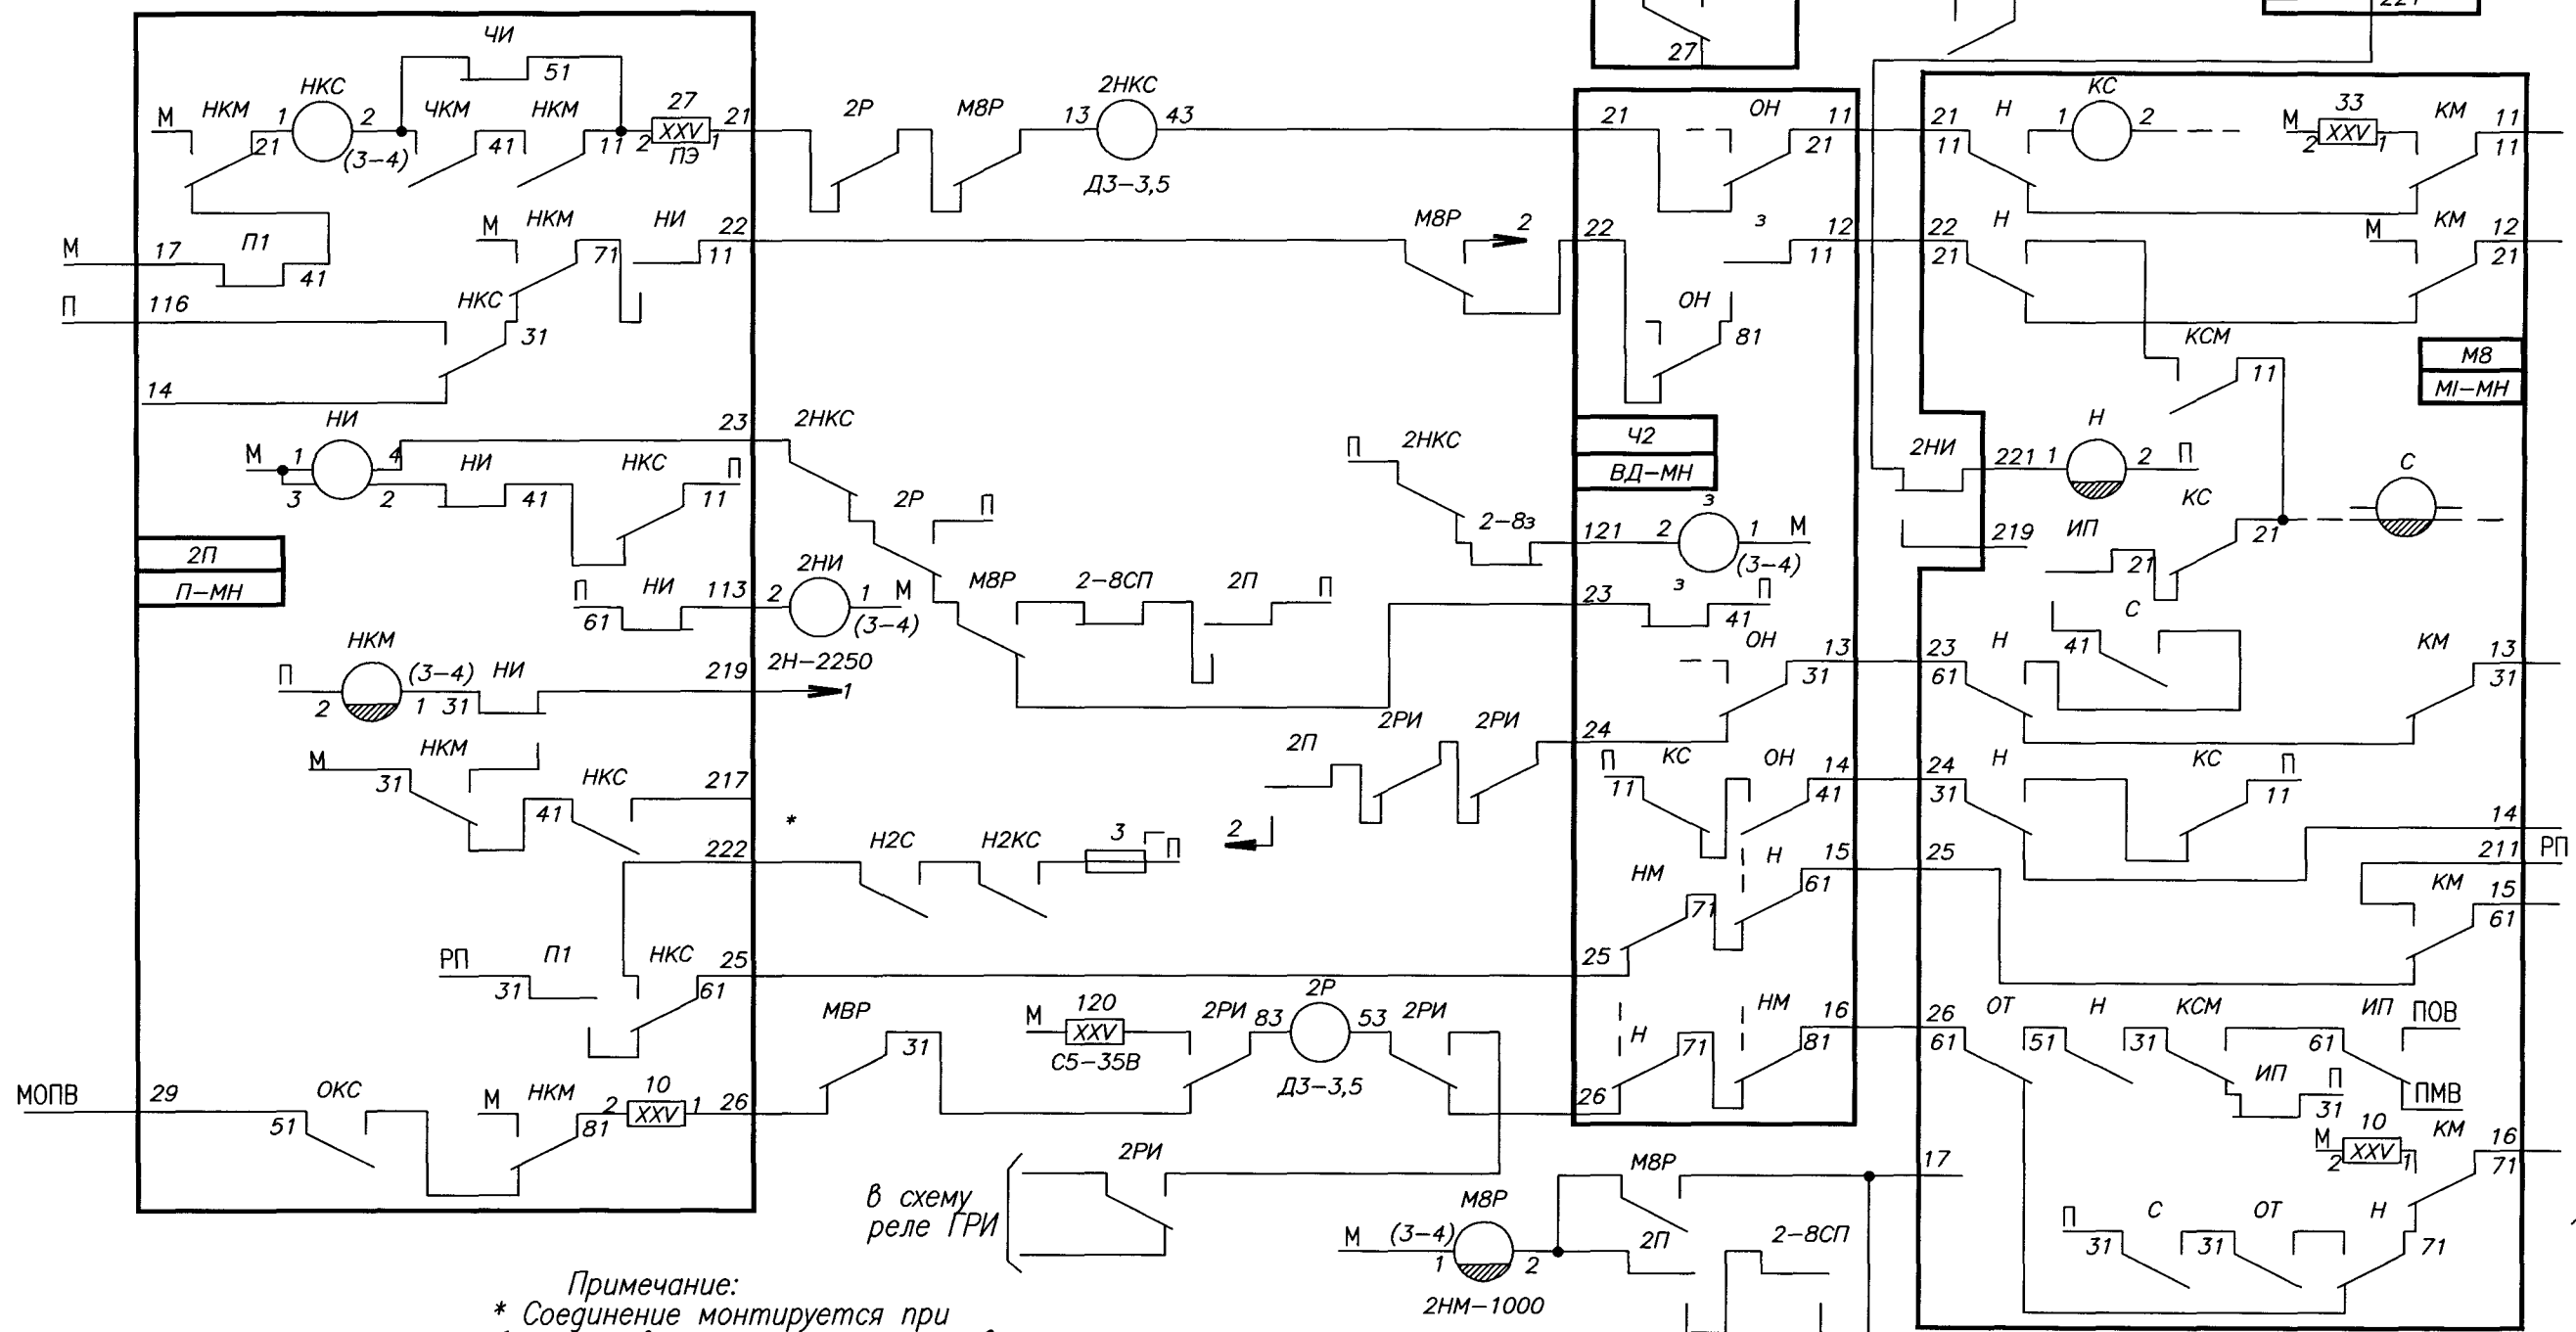 27
221
ЧИ
51
НКС
М НКМ 1 2 ЧКМ НКМ 27 21
21 (3-4) 41 11 2 XXV 1
ПЭ
2Р М8Р 13 2НКС 43
Д3-3,5
21 ОН 11
21
21 Н 1 КС 2 М 33 КМ 11
11 2 XXV 1 11
М 17 П1 41
М НКМ НИ 22
71 11
М8Р 2
22 З 12
11
22 Н М КМ 12
21 21
П 116 НКС
31
ОН
81
КСМ
11
М8
МI-МН
14
НИ 23 2НКС
М 1 4 НИ НКС П
3 2 41 11
2Р П
П 2НКС
Ч2
ВД-МН
2НИ 221 1 Н 2 П
С
КС
2-8з 121 2 З 1 М
(3-4)
219 ИП 21
21
2П
П-МН
П НИ 113 2 2НИ 1 М
61 (3-4)
2Н-2250
М8Р 2-8СП 2П П
23 З П
41
С
41
НКМ
П (3-4) НИ 219 1
2 1 31
ОН 13
31
23 Н КМ 13
61 31
2П 2РИ 2РИ 24
М НКМ НКС 217
31 41
П КС ОН 14
11 41
24 Н КС П
31 11
14
*
222 Н2С Н2КС 3 П
2
НМ Н 15
71 61
25 211 РП
КМ 15
61
РП П1 НКС 25
31 61
25
МВР
31
М 120 2РИ 83 2Р 53 2РИ
XXV
С5-35В
Д3-3,5
Н НМ 16
71 81
26 ОТ Н КСМ ИП ПОВ
61 51 31 61
ИП П ПМВ
31
МОПВ 29 ОКС М НКМ 2 10 1 26
51 81 XXV
26
М 10 КМ 16
2 XXV 1 71
2РИ
в схему
реле ГРИ
М8Р 17
М8Р
М (3-4) 2П 2-8СП
1 2
2НМ-1000
П С ОТ Н
31 31 71
Примечание:
* Соединение монтируется при